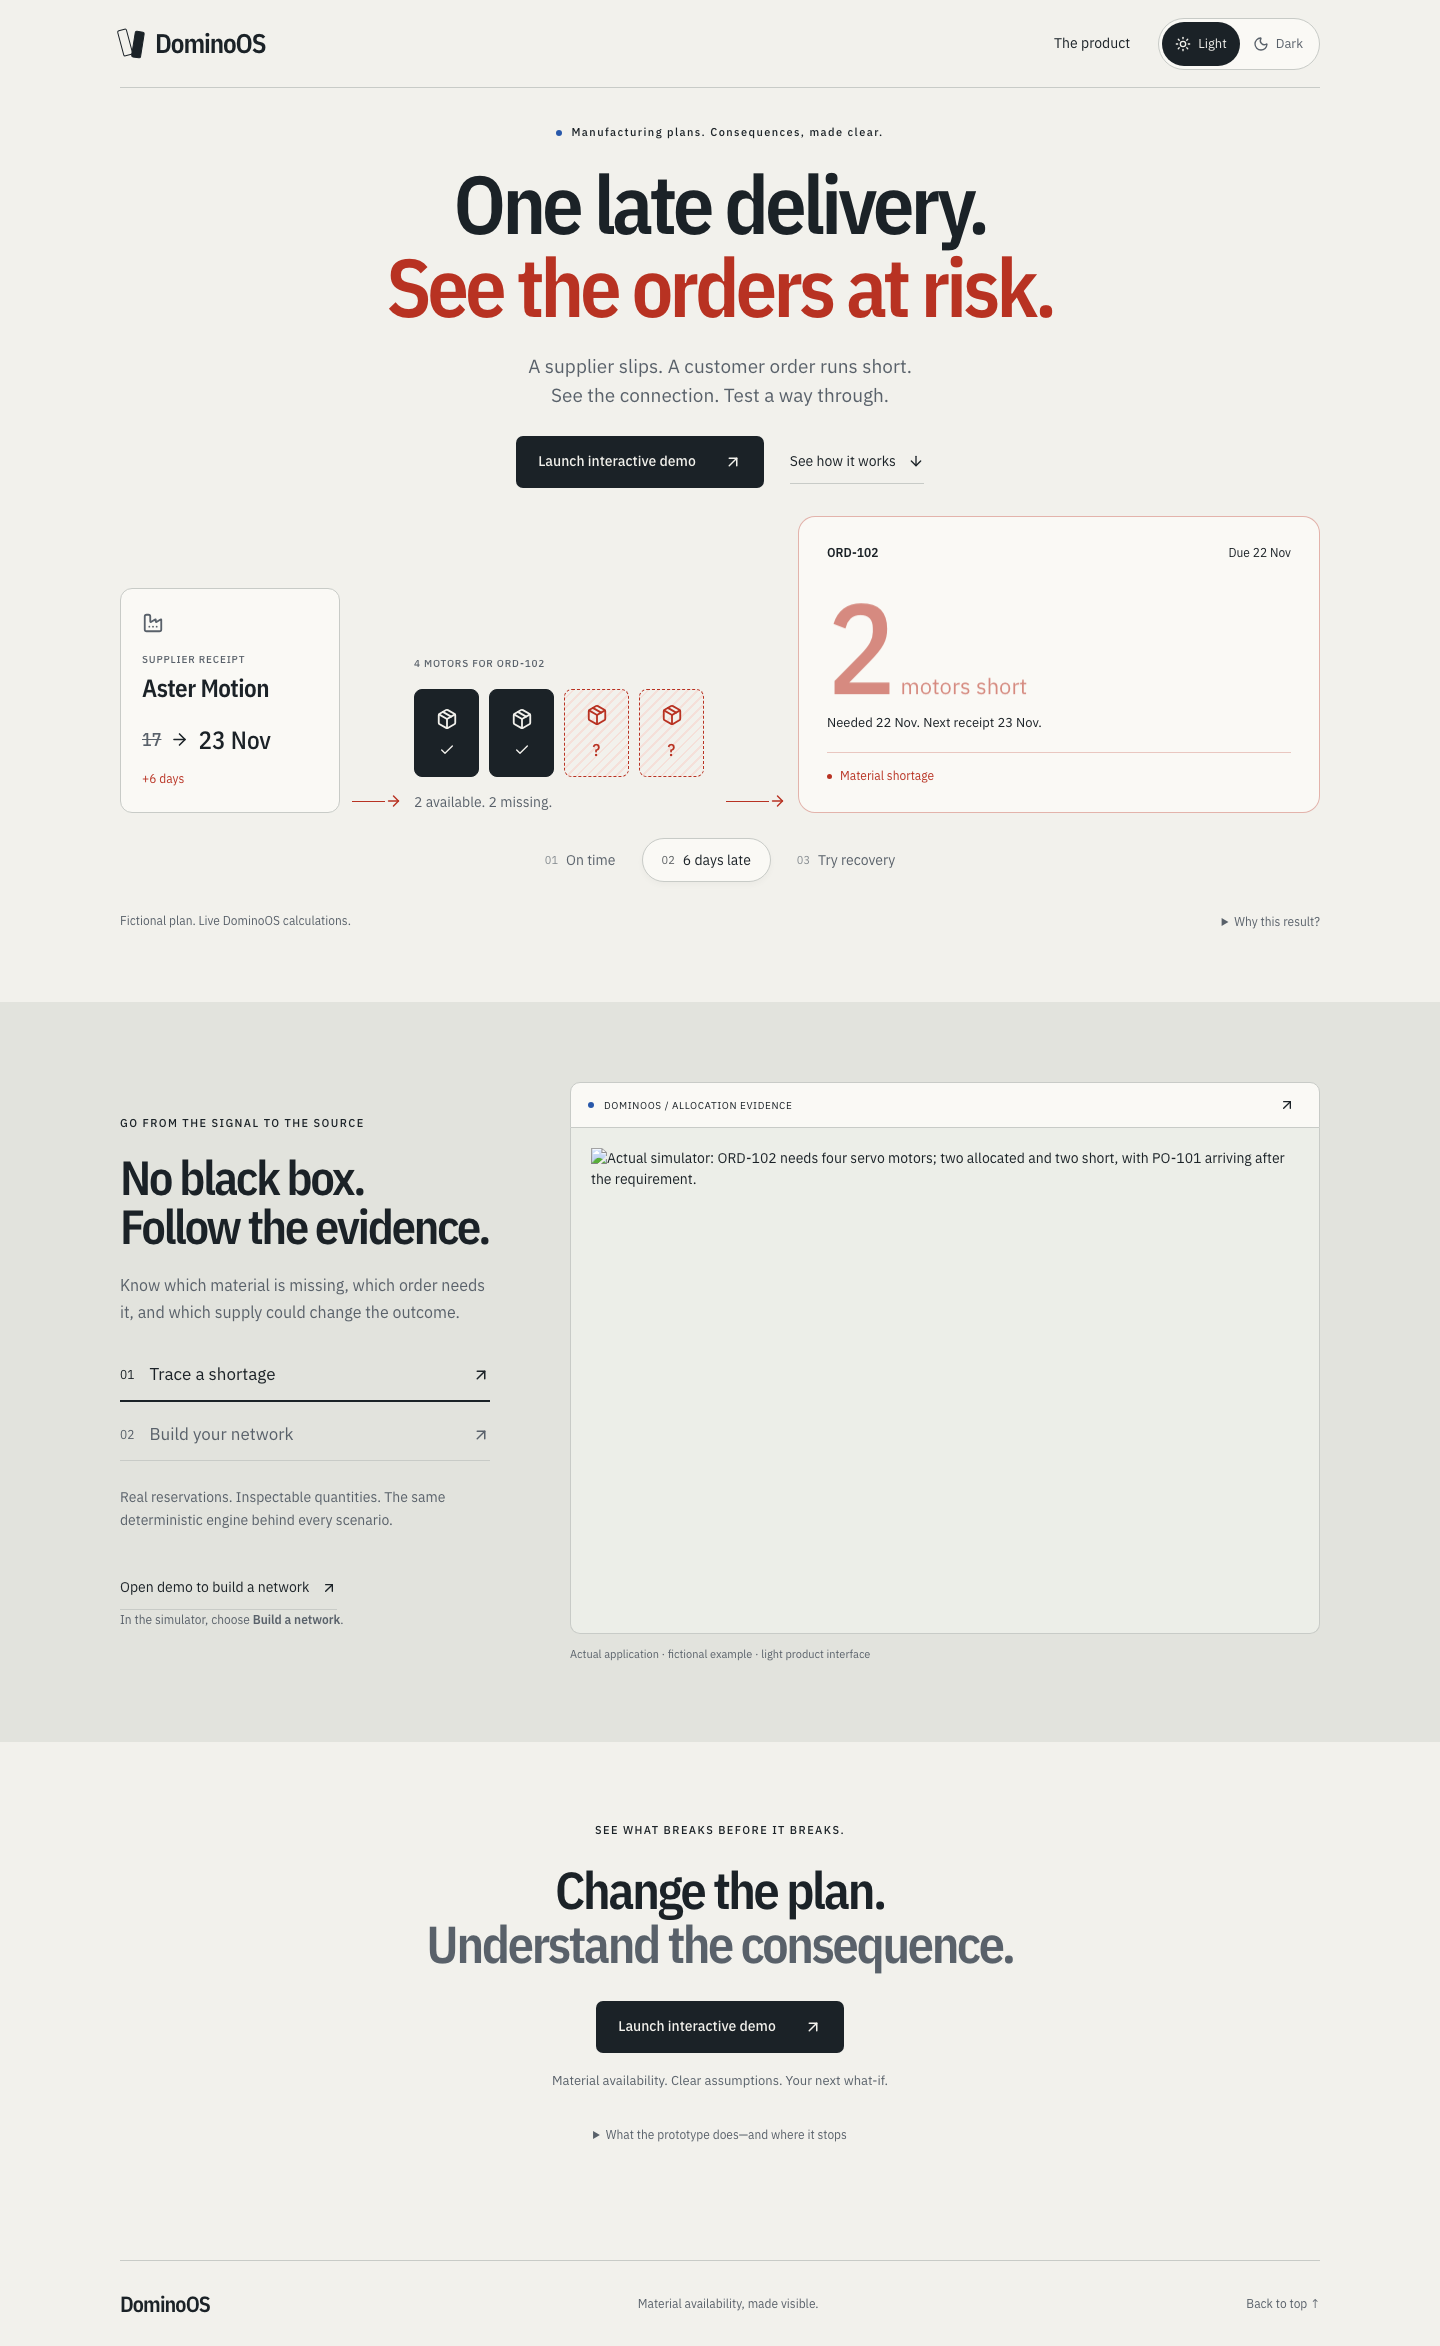 DominoOS
The product
Light
Dark
Manufacturing plans. Consequences, made clear.
One late delivery.
See the orders at risk.
A supplier slips. A customer order runs short.
See the connection. Test a way through.
Launch interactive demo
See how it works
SUPPLIER RECEIPT
Aster Motion
17 → 23 Nov
+6 days
4 MOTORS FOR ORD-102
? ?
2 available. 2 missing.
ORD-102
Due 22 Nov
2 motors short
Needed 22 Nov. Next receipt 23 Nov.
Material shortage
01 On time
02 6 days late
03 Try recovery
Fictional plan. Live DominoOS calculations.
▶ Why this result?
GO FROM THE SIGNAL TO THE SOURCE
No black box.
Follow the evidence.
Know which material is missing, which order needs
it, and which supply could change the outcome.
01 Trace a shortage
02 Build your network
Real reservations. Inspectable quantities. The same
deterministic engine behind every scenario.
Open demo to build a network
In the simulator, choose Build a network.
DOMINOOS / ALLOCATION EVIDENCE
Actual simulator: ORD-102 needs four servo motors; two allocated and two short, with PO-101 arriving after
the requirement.
Actual application · fictional example · light product interface
SEE WHAT BREAKS BEFORE IT BREAKS.
Change the plan.
Understand the consequence.
Launch interactive demo
Material availability. Clear assumptions. Your next what-if.
▶ What the prototype does—and where it stops
DominoOS
Material availability, made visible.
Back to top ↑